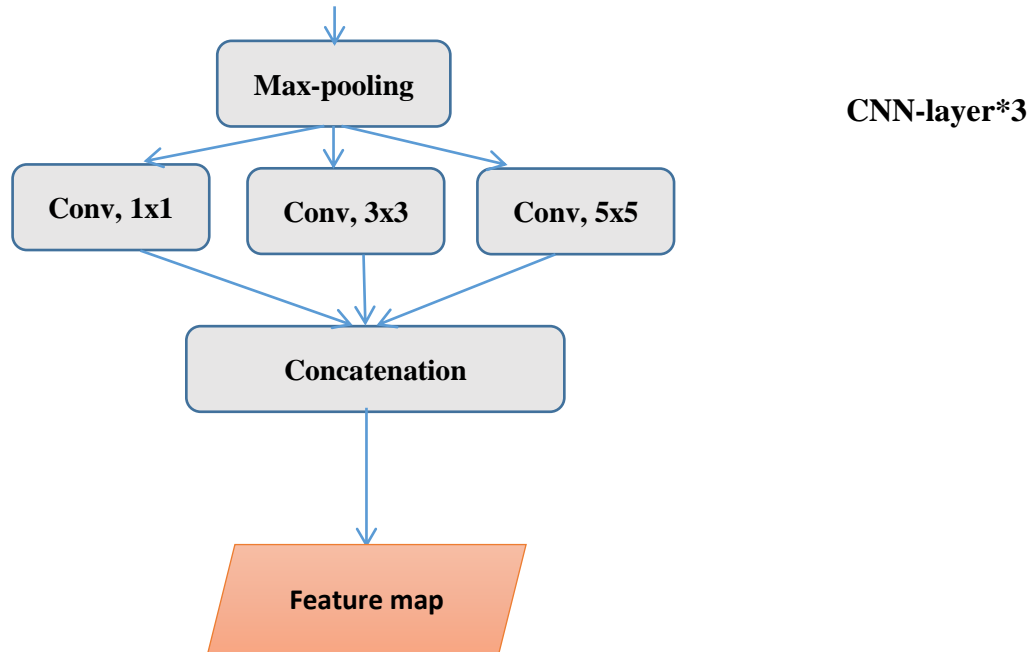 Max-pooling
CNN-layer*3
Conv, 1x1
Conv, 3x3
Conv, 5x5
Concatenation
Feature map